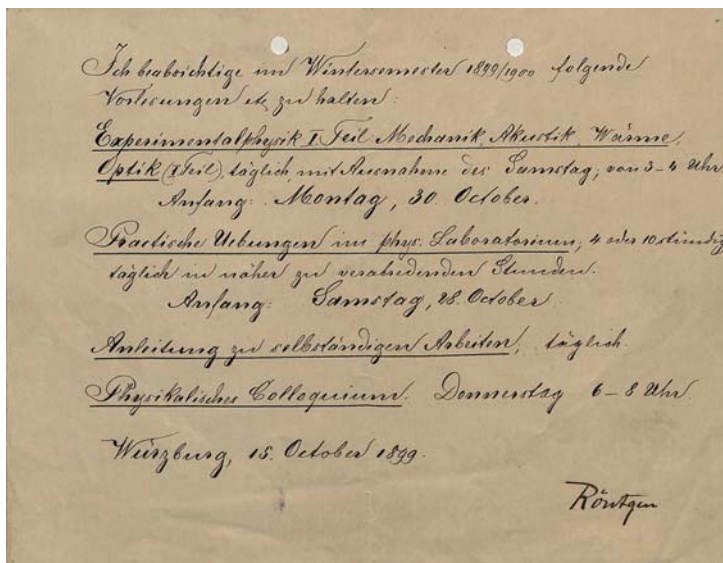 Ich beabsichtige im Wintersemester 1899/1900 folgende
Vorlesungen etc zu halten:
Experimentalphysik I. Teil: Mechanik, Akustik, Wärme,
Optik (I. Teil), täglich, mit Ausnahme des Samstag, von 3–4 Uhr.
Anfang: Montag, 30. October.
Practische Uebungen im phys. Laboratorium, 4 oder 10 stündig
täglich in näher zu verabredenden Stunden.
Anfang: Samstag, 28. October.
Anleitung zu selbständigen Arbeiten, täglich.
Physikalisches Colloquium. Donnerstag 6–8 Uhr.
Würzburg, 15. October 1899.
Röntgen